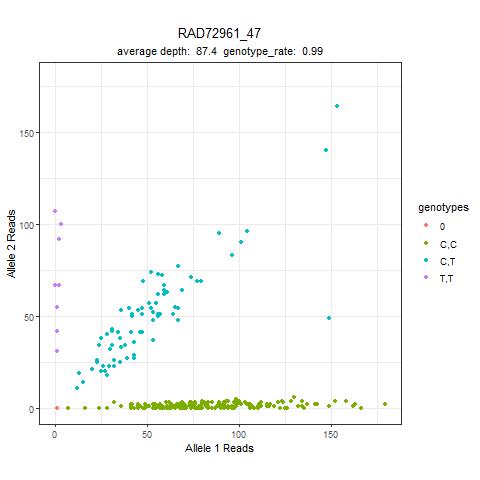 RAD72961_47
average depth: 87.4 genotype_rate: 0.99
150
100
50
0
Allele 2 Reads
0
50
100
150
Allele 1 Reads
genotypes
0
C,C
C,T
T,T